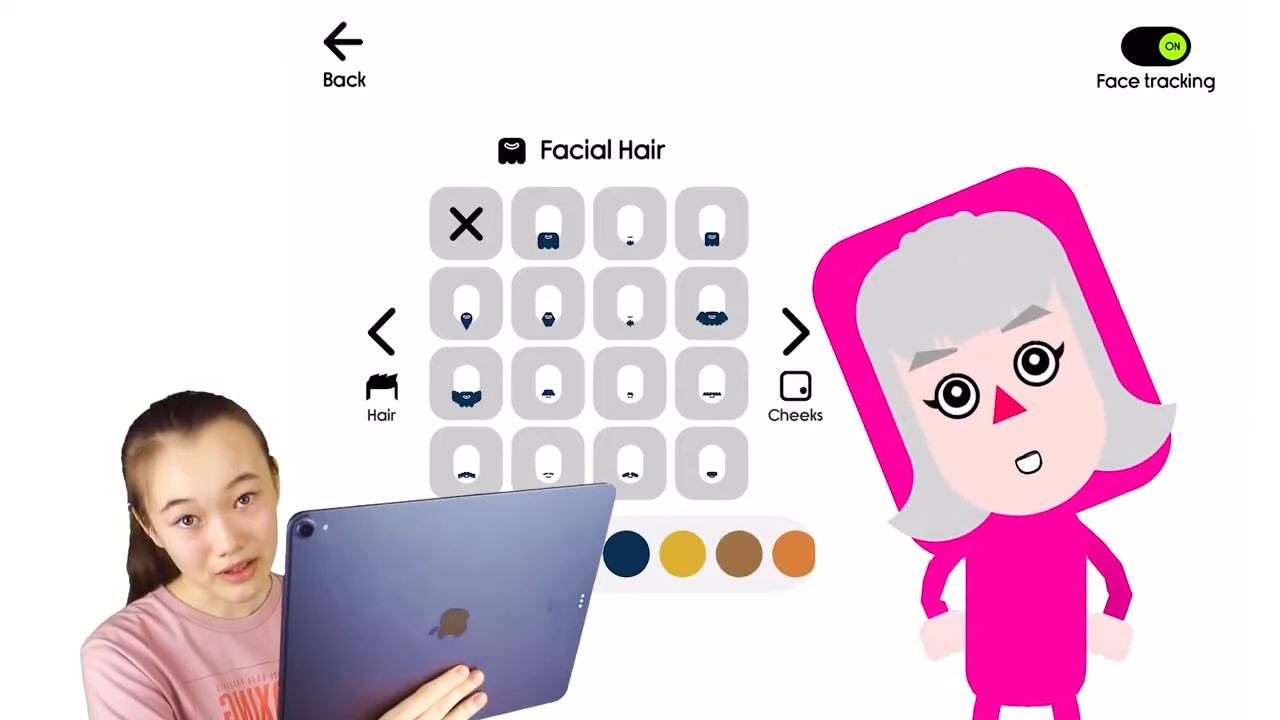 Back
ON
Face tracking
Facial Hair
Hair
Cheeks